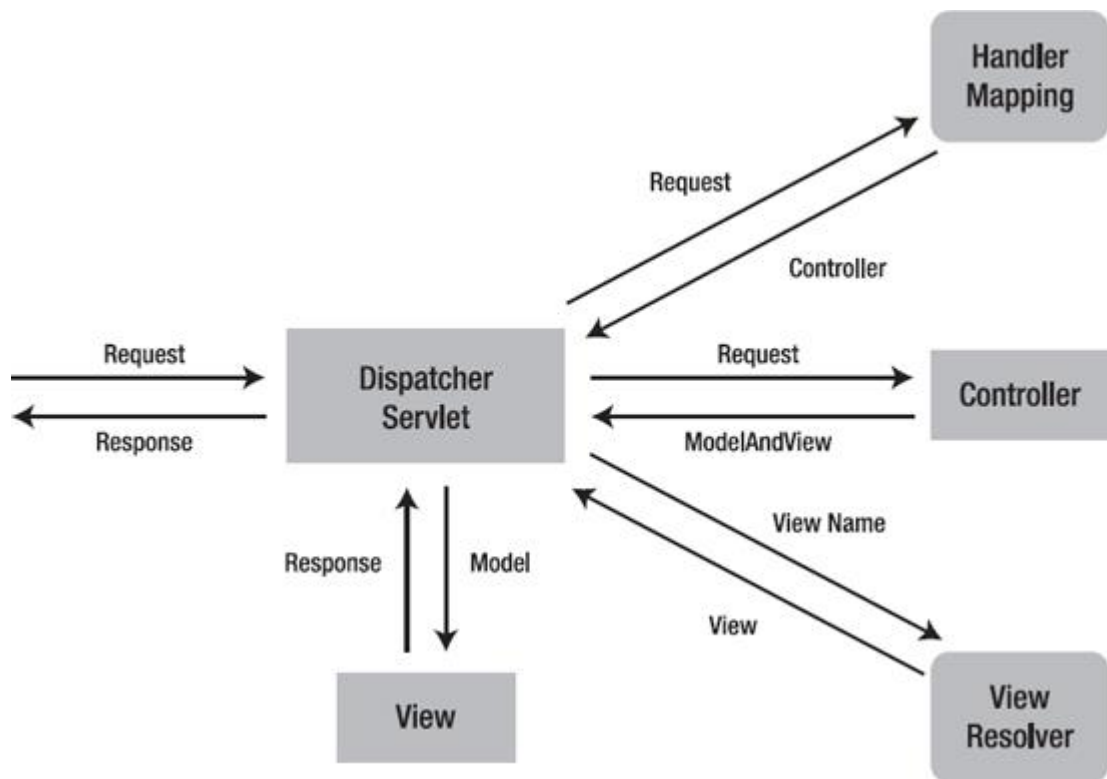 Handler
Mapping
Request
Controller
Request
Response
Dispatcher
Servlet
Request
ModelAndView
Controller
Response
Model
View Name
View
View
View
Resolver